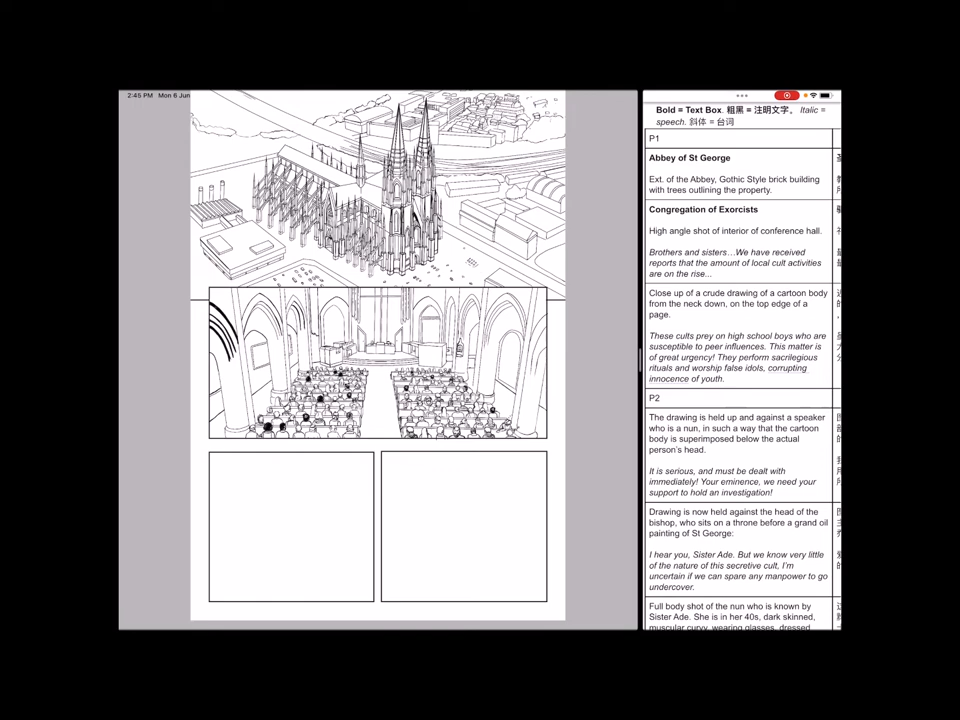 2:45 PM Mon 6 Jun
Bold = Text Box. 粗黑 = 注明文字。 Italic =
speech. 斜体 = 台词
P1
Abbey of St George
Ext. of the Abbey, Gothic Style brick building
with trees outlining the property.
Congregation of Exorcists
High angle shot of interior of conference hall.
Brothers and sisters…We have received
reports that the amount of local cult activities
are on the rise...
Close up of a crude drawing of a cartoon body
from the neck down, on the top edge of a
page.
These cults prey on high school boys who are
susceptible to peer influences. This matter is
of great urgency! They perform sacrilegious
rituals and worship false idols, corrupting
innocence of youth.
P2
The drawing is held up and against a speaker
who is a nun, in such a way that the cartoon
body is superimposed below the actual
person's head.
It is serious, and must be dealt with
immediately! Your eminence, we need your
support to hold an investigation!
Drawing is now held against the head of the
bishop, who sits on a throne before a grand oil
painting of St George:
I hear you, Sister Ade. But we know very little
of the nature of this secretive cult, I'm
uncertain if we can spare any manpower to go
undercover.
Full body shot of the nun who is known by
Sister Ade. She is in her 40s, dark skinned,
muscular curvy, wearing glasses, dressed